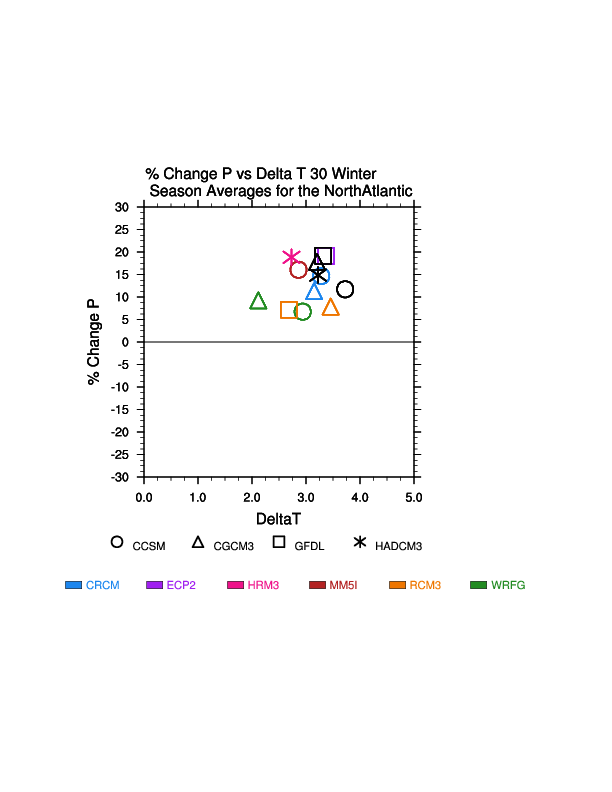 % Change P vs Delta T 30 Winter
Season Averages for the NorthAtlantic
30
25
20
15
10
5
0
-5
-10
-15
-20
-25
-30
% Change P
0.0 1.0 2.0 3.0 4.0 5.0
DeltaT
CCSM CGCM3 GFDL HADCM3
CRCM ECP2 HRM3 MM5I RCM3 WRFG